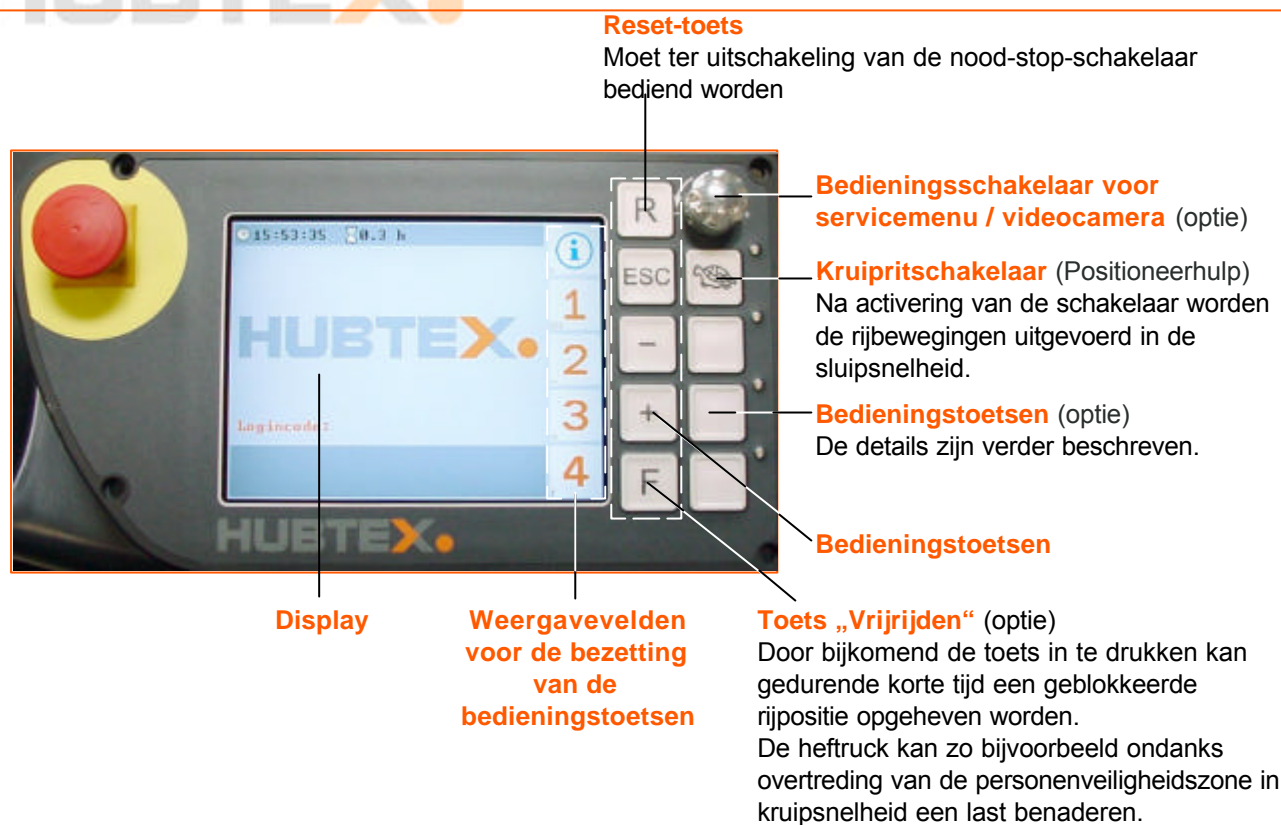 HUBTEX.
Reset-toets
Moet ter uitschakeling van de nood-stop-schakelaar
bediend worden
Bedieningsschakelaar voor
servicemenu / videocamera (optie)
Kruipritschakelaar (Positioneerhulp)
Na activering van de schakelaar worden
de rijbewegingen uitgevoerd in de
sluipsnelheid.
Bedieningstoetsen (optie)
De details zijn verder beschreven.
Bedieningstoetsen
Toets „Vrijrijden“ (optie)
Door bijkomend de toets in te drukken kan
gedurende korte tijd een geblokkeerde
rijpositie opgeheven worden.
De heftruck kan zo bijvoorbeeld ondanks
overtreding van de personenveiligheidszone in
kruipsnelheid een last benaderen.
Display
Weergavevelden
voor de bezetting
van de
bedieningstoetsen
15:53:35 0.3 h
i
1
2
3
4
HUBTEX.
Logincode:
HUBTEX.
R
ESC
-
+
F